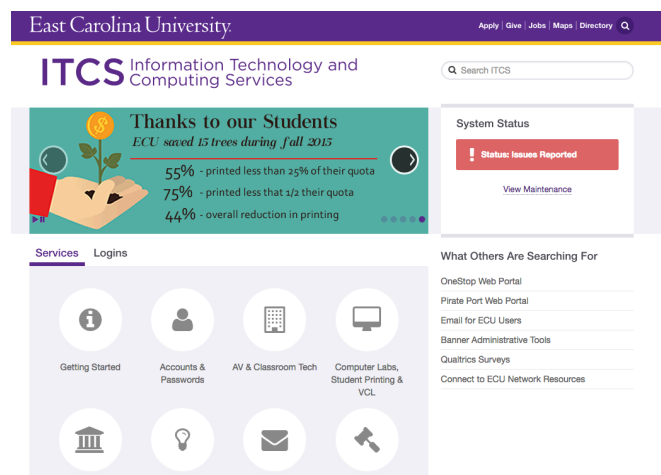 East Carolina University.
Apply | Give | Jobs | Maps | Directory
ITCS Information Technology and
Computing Services
Search ITCS
Thanks to our Students
ECU saved 15 trees during fall 2015
55% - printed less than 25% of their quota
75% - printed less that 1/2 their quota
44% - overall reduction in printing
$
System Status
! Status: Issues Reported
View Maintenance
Services Logins
Getting Started
Accounts &
Passwords
AV & Classroom Tech
Computer Labs,
Student Printing &
VCL
What Others Are Searching For
OneStop Web Portal
Pirate Port Web Portal
Email for ECU Users
Banner Administrative Tools
Qualtrics Surveys
Connect to ECU Network Resources